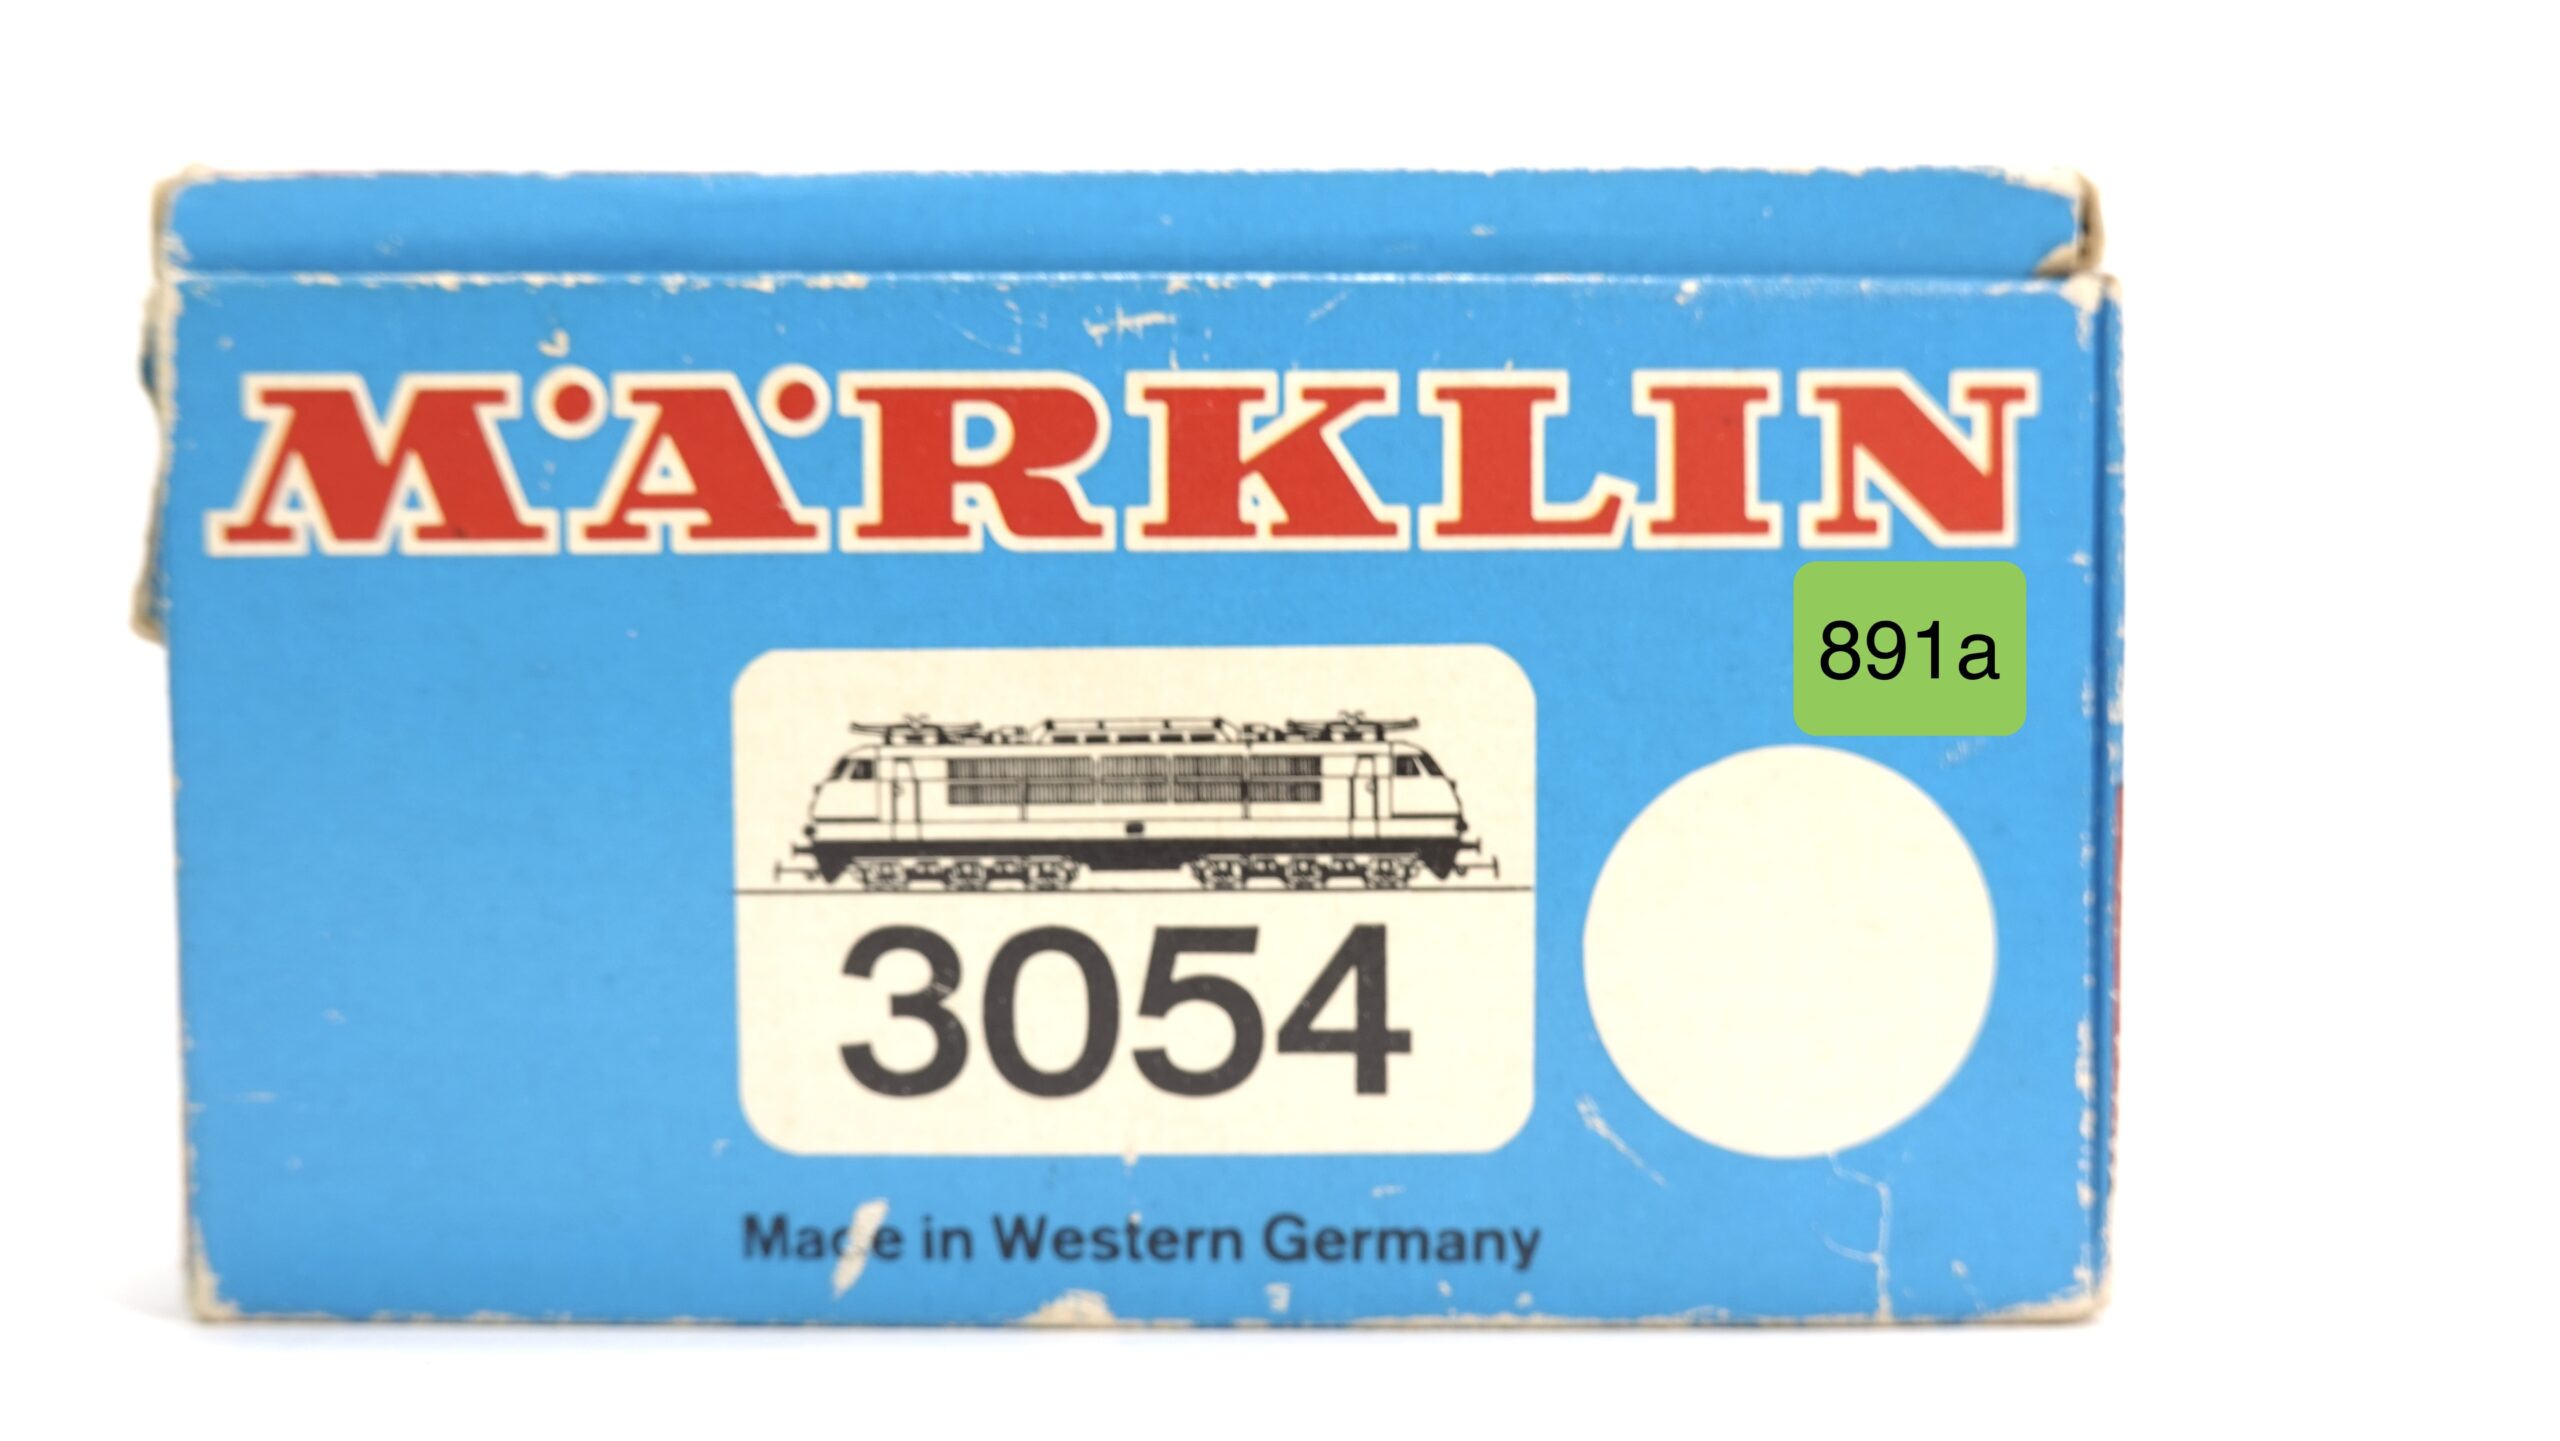 MÄRKLIN
891a
3054
Made in Western Germany